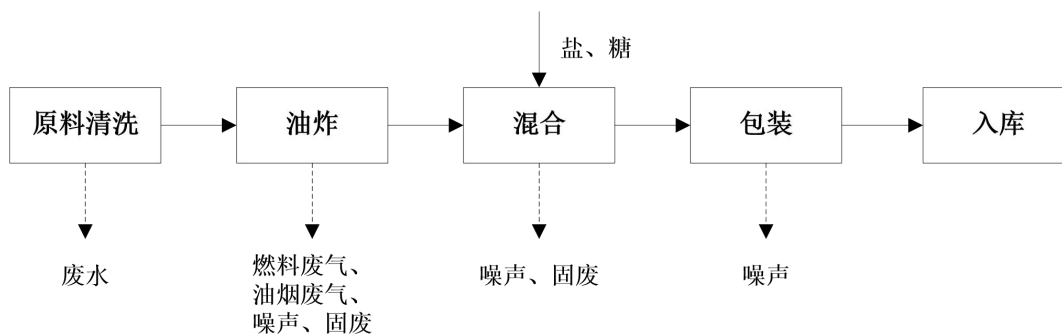 盐、糖
原料清洗
油炸
混合
包装
入库
废水
燃料废气、
油烟废气、
噪声、固废
噪声、固废
噪声